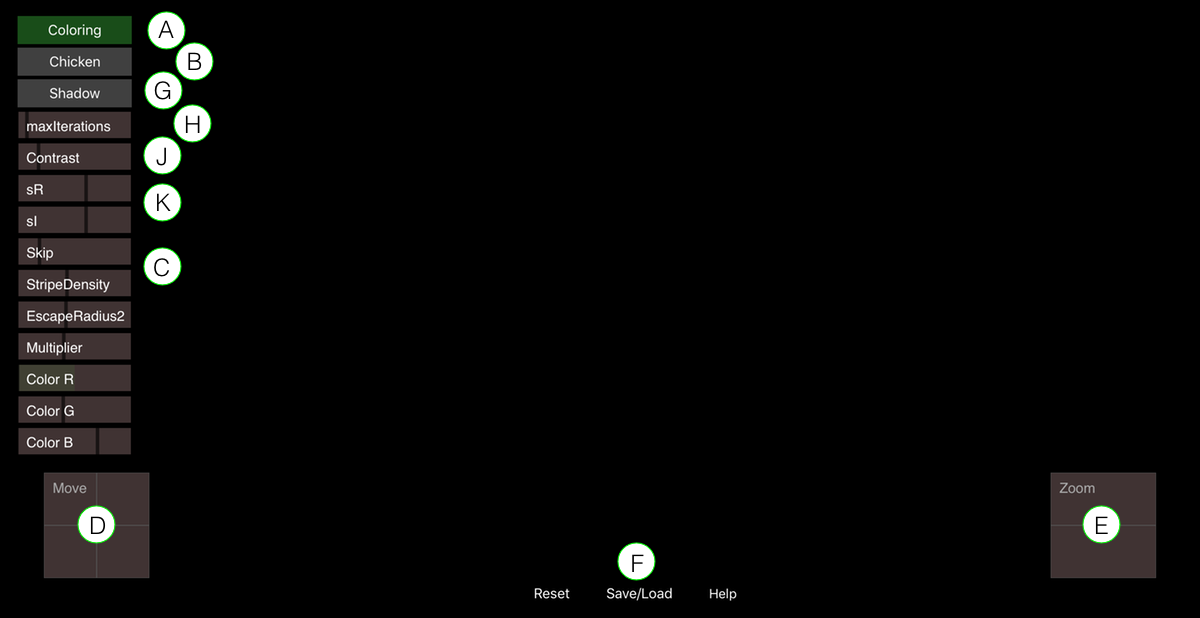 Coloring A
Chicken B
Shadow G
maxIterations H
Contrast J
sR K
sI
Skip C
StripeDensity
EscapeRadius2
Multiplier
Color R
Color G
Color B
Move
D
Zoom
E
F
Reset Save/Load Help